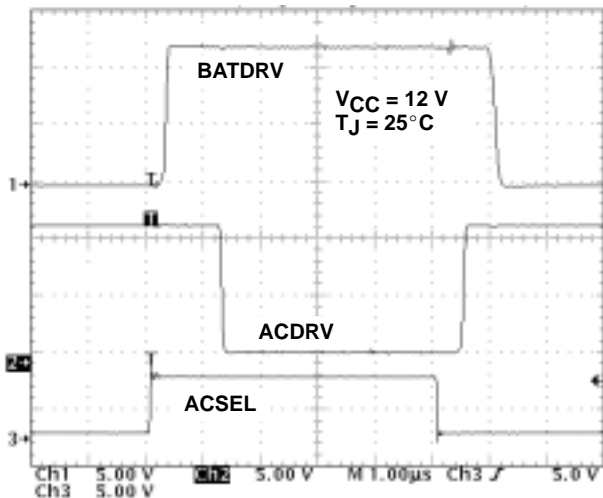 BATDRV
VCC = 12 V
TJ = 25°C
1
T
T
ACDRV
2
ACSEL
3
Ch1 5.00 V Ch2 5.00 V M 1.00µs Ch3 5.0 V
Ch3 5.00 V